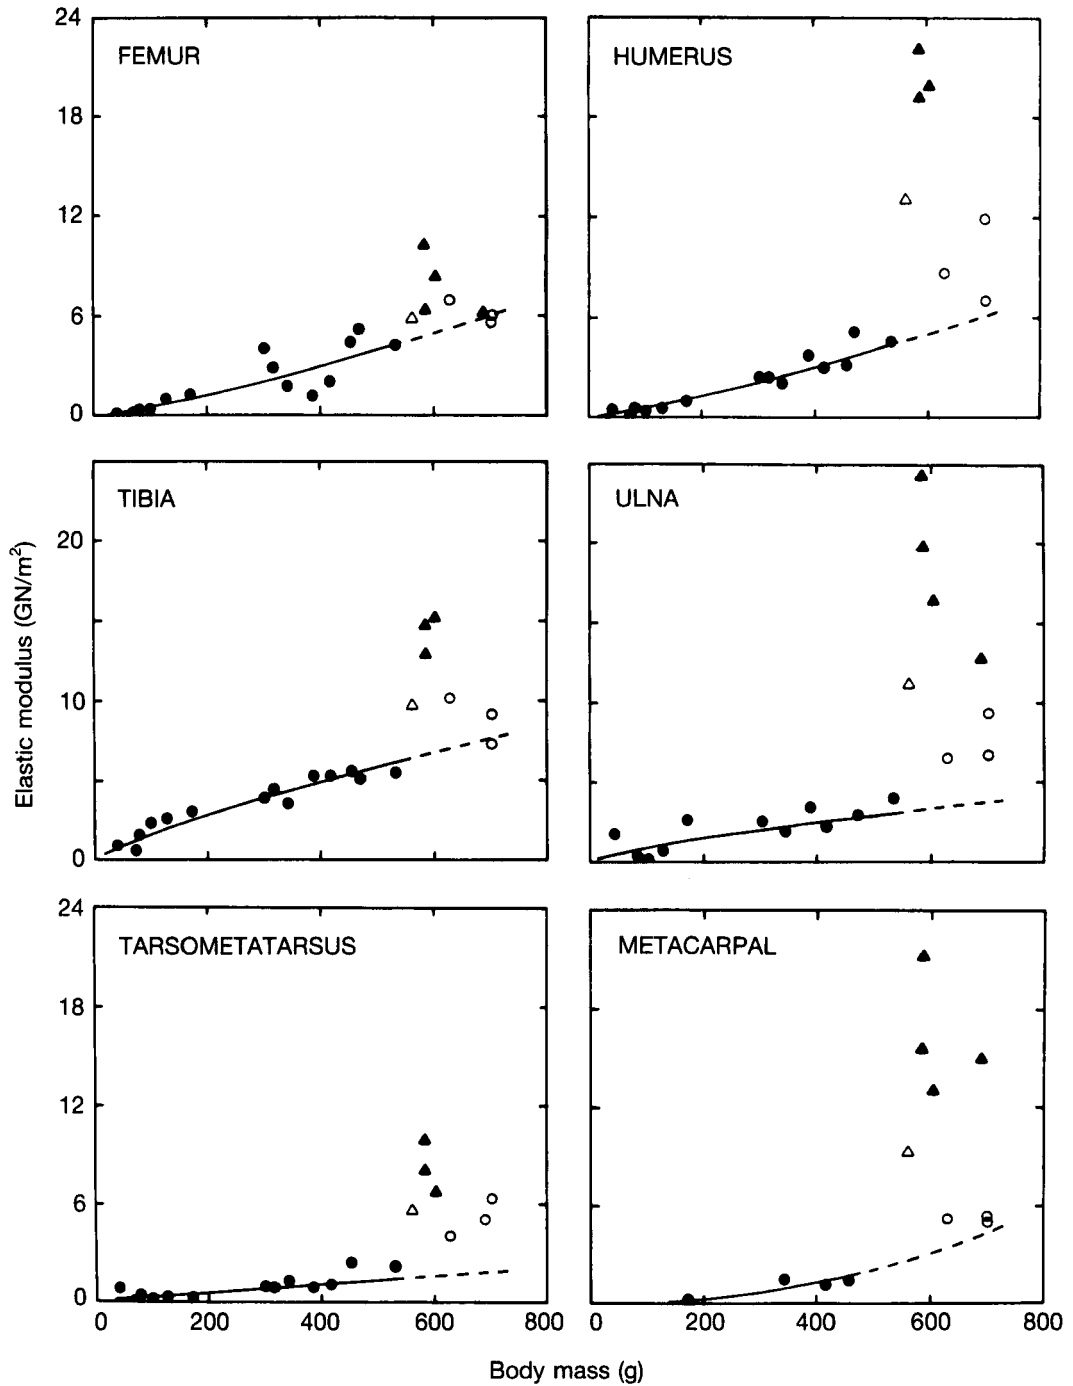 24
FEMUR
HUMERUS
18
12
6
0
TIBIA
ULNA
20
10
0
Elastic modulus (GN/m²)
24
TARSOMETATARSUS
METACARPAL
18
12
6
0
0 200 400 600 800
0 200 400 600 800
Body mass (g)